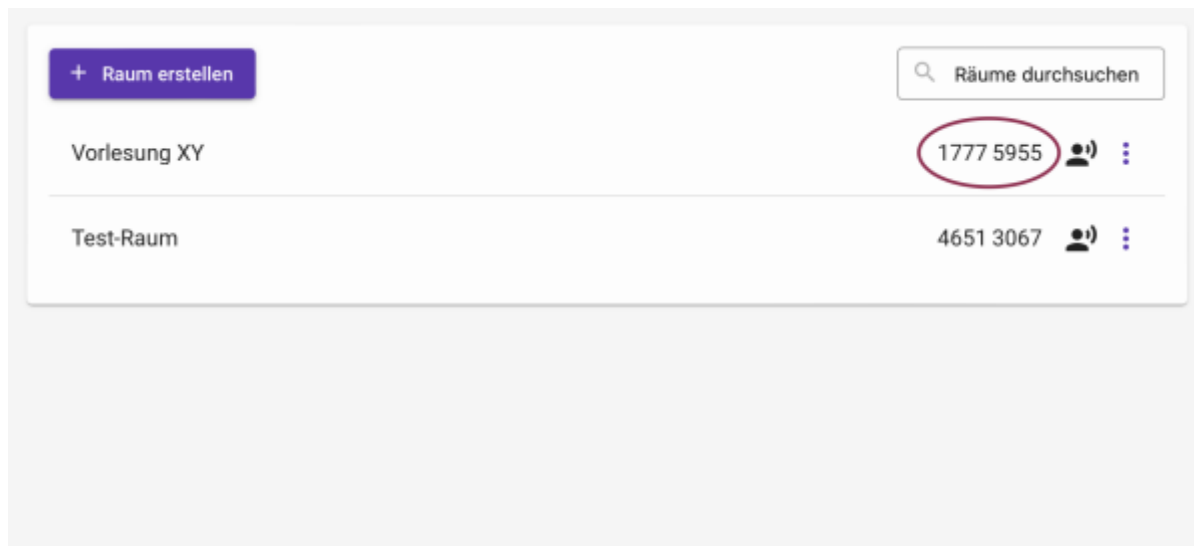 + Raum erstellen
Räume durchsuchen
Vorlesung XY 1777 5955
Test-Raum 4651 3067